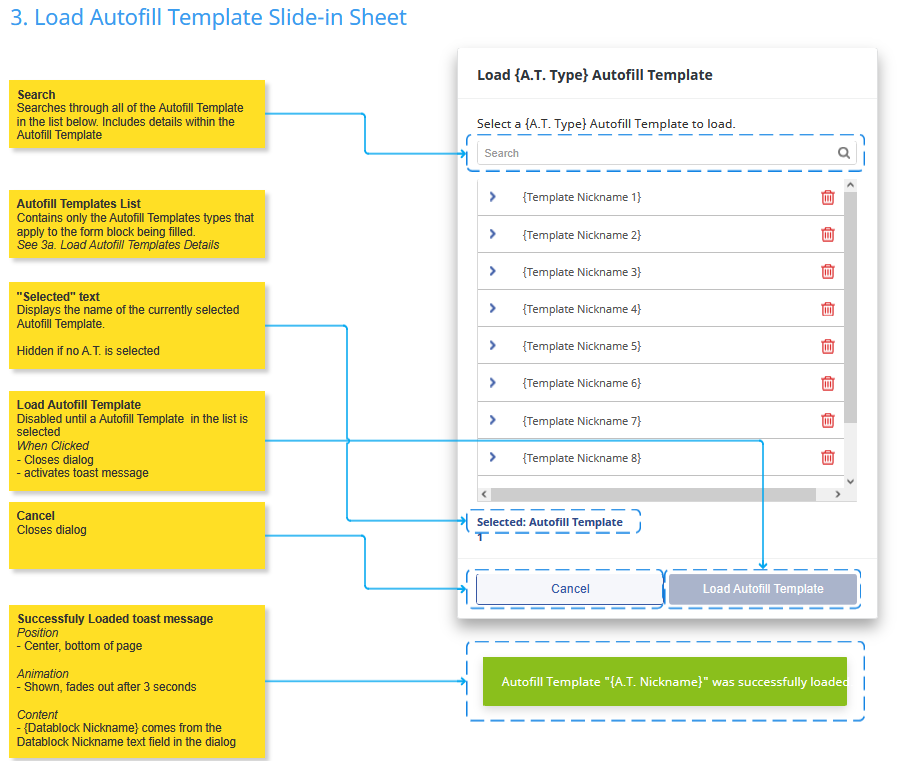 3. Load Autofill Template Slide-in Sheet
Search
Searches through all of the Autofill Template
in the list below. Includes details within the
Autofill Template
Autofill Templates List
Contains only the Autofill Templates types that
apply to the form block being filled.
See 3a. Load Autofill Templates Details
"Selected" text
Displays the name of the currently selected
Autofill Template.
Hidden if no A.T. is selected
Load Autofill Template
Disabled until a Autofill Template in the list is
selected
When Clicked
- Closes dialog
- activates toast message
Cancel
Closes dialog
Successfuly Loaded toast message
Position
- Center, bottom of page
Animation
- Shown, fades out after 3 seconds
Content
- {Datablock Nickname} comes from the
Datablock Nickname text field in the dialog
Load {A.T. Type} Autofill Template
Select a {A.T. Type} Autofill Template to load.
Search
{Template Nickname 1}
{Template Nickname 2}
{Template Nickname 3}
{Template Nickname 4}
{Template Nickname 5}
{Template Nickname 6}
{Template Nickname 7}
{Template Nickname 8}
Selected: Autofill Template
1
Cancel
Load Autofill Template
Autofill Template "{A.T. Nickname}" was successfully loaded